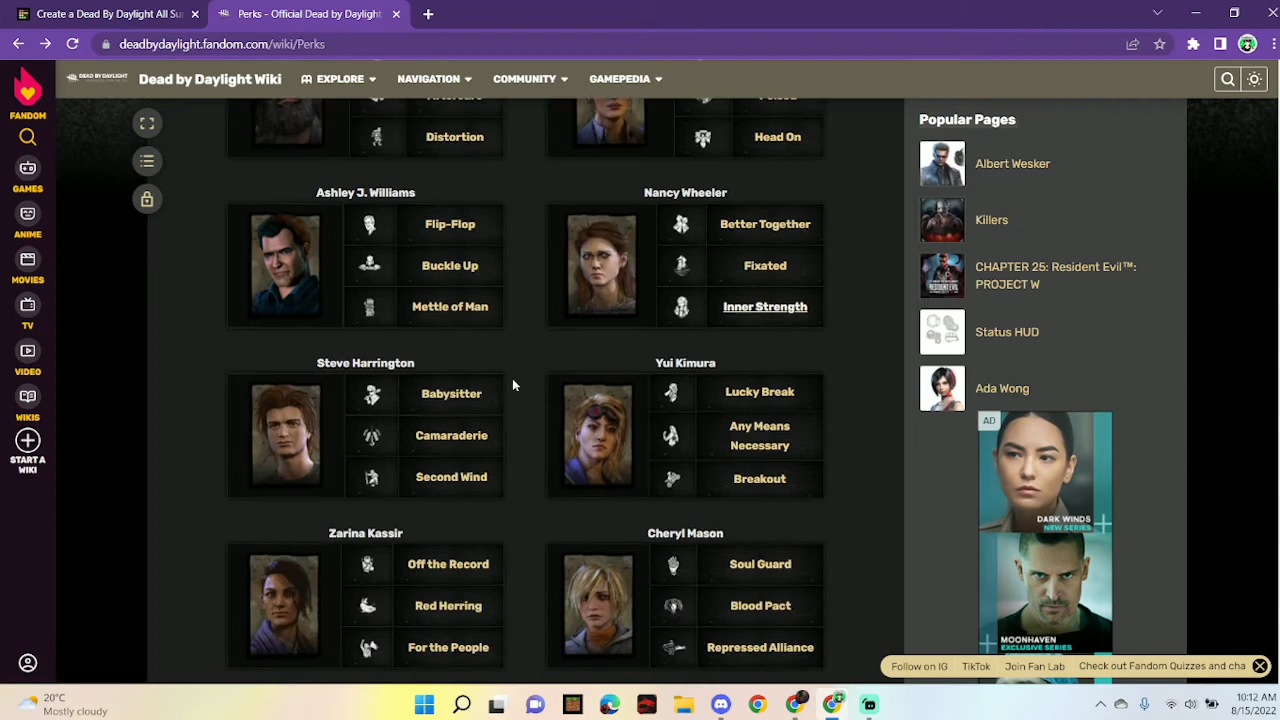 Create a Dead By Daylight All Su
Perks - Official Dead by Daylight
deadbydaylight.fandom.com/wiki/Perks
DEAD BY DAYLIGHT
Dead by Daylight Wiki
EXPLORE
NAVIGATION
COMMUNITY
GAMEPEDIA
FANDOM
GAMES
ANIME
MOVIES
TV
VIDEO
WIKIS
START A
WIKI
Distortion
Head On
Ashley J. Williams
Flip-Flop
Buckle Up
Mettle of Man
Nancy Wheeler
Better Together
Fixated
Inner Strength
Steve Harrington
Babysitter
Camaraderie
Second Wind
Yui Kimura
Lucky Break
Any Means
Necessary
Breakout
Zarina Kassir
Off the Record
Red Herring
For the People
Cheryl Mason
Soul Guard
Blood Pact
Repressed Alliance
Popular Pages
Albert Wesker
Killers
CHAPTER 25: Resident Evil™:
PROJECT W
Status HUD
Ada Wong
AD
DARK WINDS
NEW SERIES
MOONHAVEN
EXCLUSIVE SERIES
Follow on IG
TikTok
Join Fan Lab
Check out Fandom Quizzes and cha
20°C
Mostly cloudy
10:12 AM
8/15/2022